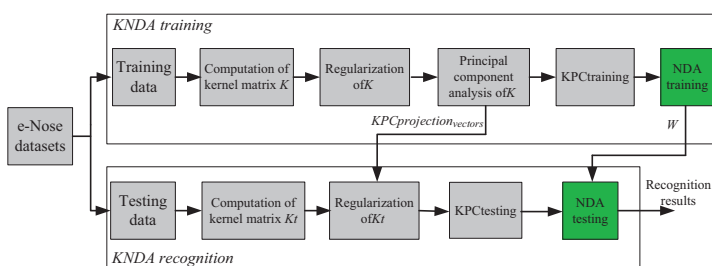 KNDA training
Training
data
Computation of
kernel matrix K
Regularization
ofK
Principal
component
analysis ofK
KPCtraining
NDA
training
e-Nose
datasets
KPCprojectionvectors
W
Testing
data
Computation of
kernel matrix Kt
Regularization
ofKt
KPCtesting
NDA
testing
Recognition
results
KNDA recognition